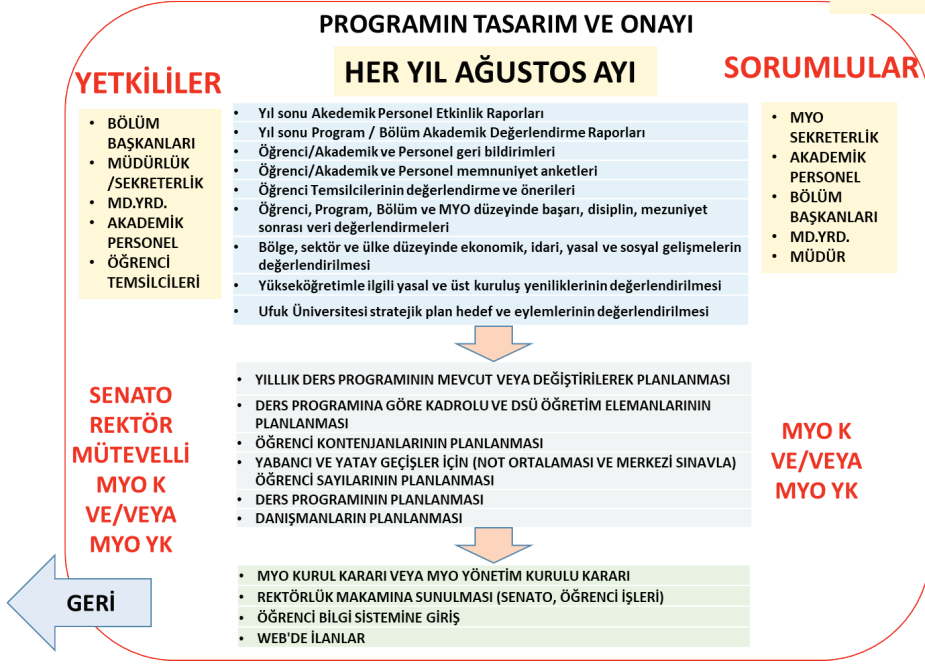 PROGRAMIN TASARIM VE ONAYI
HER YIL AĞUSTOS AYI
YETKİLİLER
• BÖLÜM
BAŞKANLARI
• MÜDÜRLÜK
/SEKRETERLİK
• MD.YRD.
• AKADEMİK
PERSONEL
• ÖĞRENCİ
TEMSİLCİLERİ
• Yıl sonu Akedemik Personel Etkinlik Raporları
• Yıl sonu Program / Bölüm Akademik Değerlendirme Raporları
• Öğrenci/Akademik ve Personel geri bildirimleri
• Öğrenci/Akademik ve Personel memnuniyet anketleri
• Öğrenci Temsilcilerinin değerlendirme ve önerileri
• Öğrenci, Program, Bölüm ve MYO düzeyinde başarı, disiplin, mezuniyet
sonrası veri değerlendirmeleri
• Bölge, sektör ve ülke düzeyinde ekonomik, idari, yasal ve sosyal gelişmelerin
değerlendirilmesi
• Yükseköğretimle ilgili yasal ve üst kuruluş yeniliklerinin değerlendirilmesi
• Ufuk Üniversitesi stratejik plan hedef ve eylemlerinin değerlendirilmesi
SORUMLULAR
• MYO
SEKRETERLİK
• AKADEMİK
PERSONEL
• BÖLÜM
BAŞKANLARI
• MD.YRD.
• MÜDÜR
SENATO
REKTÖR
MÜTEVELLİ
MYO K
VE/VEYA
MYO YK
• YILLLIK DERS PROGRAMININ MEVCUT VEYA DEĞİŞTİRİLEREK PLANLANMASI
• DERS PROGRAMINA GÖRE KADROLU VE DSÜ ÖĞRETİM ELEMANLARININ
PLANLANMASI
• ÖĞRENCİ KONTENJANLARININ PLANLANMASI
• YABANCI VE YATAY GEÇİŞLER İÇİN (NOT ORTALAMASI VE MERKEZİ SINAVLA)
ÖĞRENCİ SAYILARININ PLANLANMASI
• DERS PROGRAMININ PLANLANMASI
• DANIŞMANLARIN PLANLANMASI
MYO K
VE/VEYA
MYO YK
• MYO KURUL KARARI VEYA MYO YÖNETİM KURULU KARARI
• REKTÖRLÜK MAKAMINA SUNULMASI (SENATO, ÖĞRENCİ İŞLERİ)
• ÖĞRENCİ BİLGİ SİSTEMİNE GİRİŞ
• WEB'DE İLANLAR
GERİ